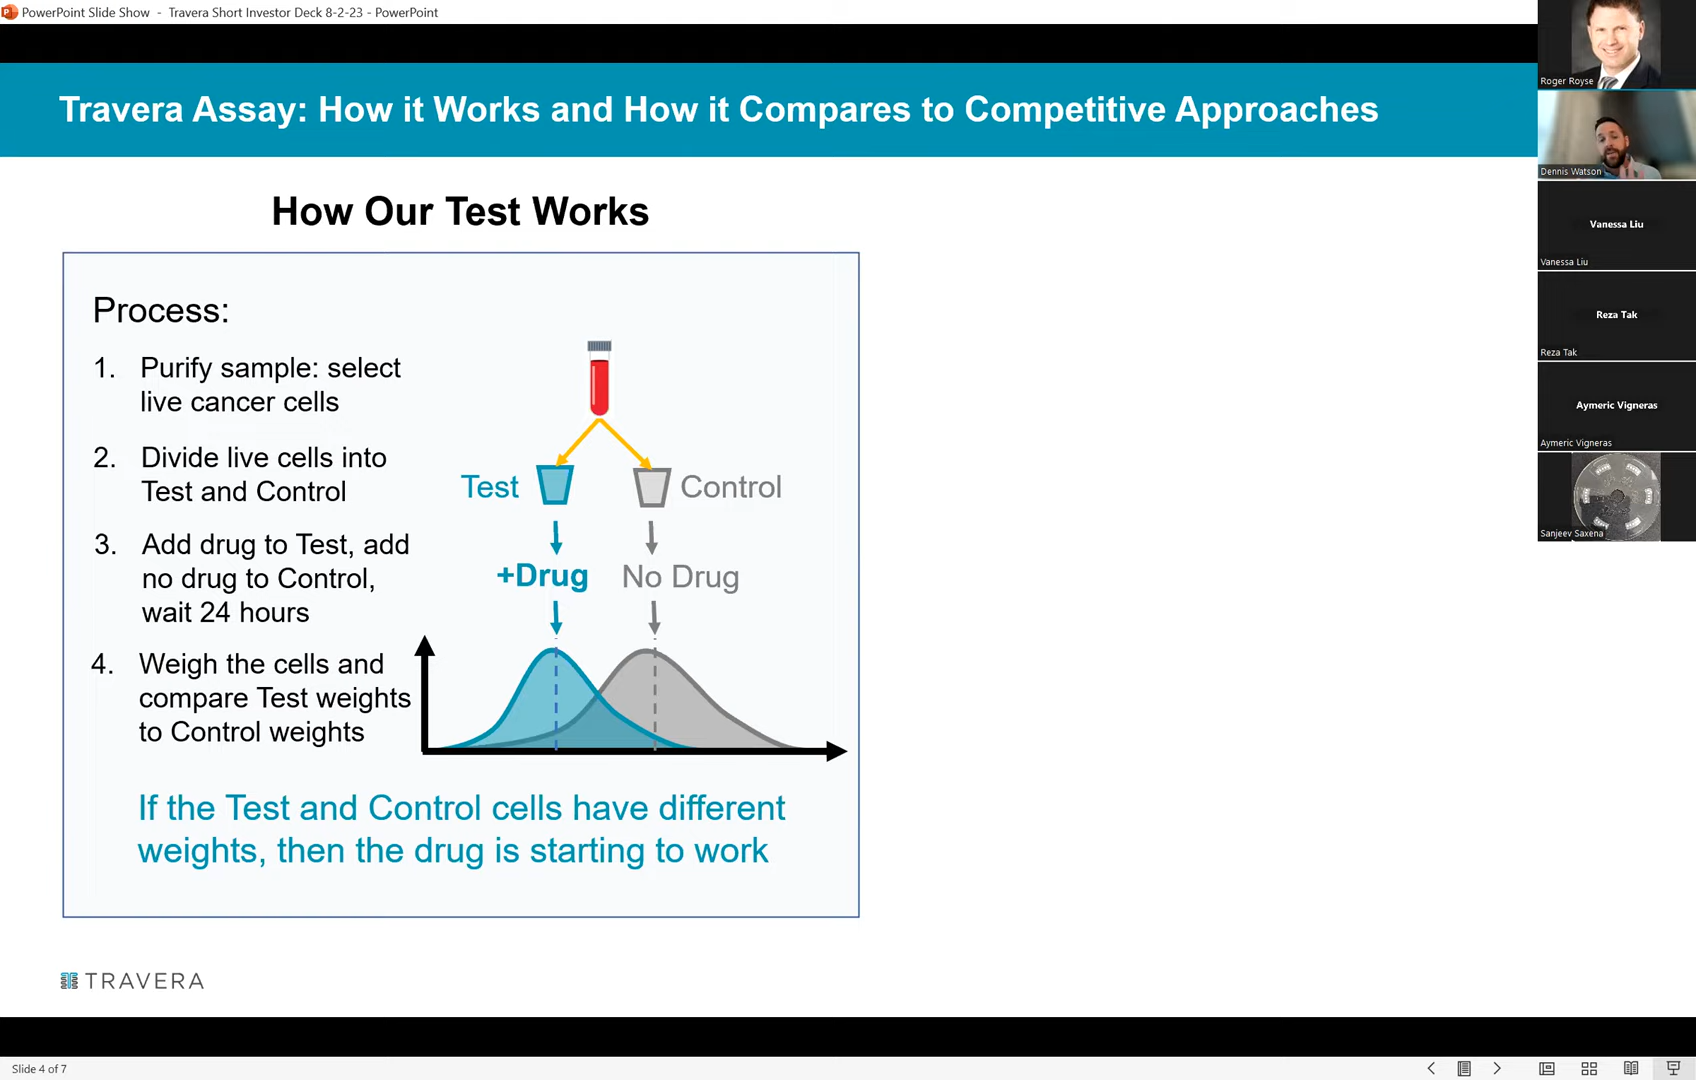 PowerPoint Slide Show - Travera Short Investor Deck 8-2-23 - PowerPoint
Travera Assay: How it Works and How it Compares to Competitive Approaches
How Our Test Works
Process:
1. Purify sample: select
live cancer cells
2. Divide live cells into
Test and Control
3. Add drug to Test, add
no drug to Control,
wait 24 hours
4. Weigh the cells and
compare Test weights
to Control weights
Test
Control
+Drug
No Drug
If the Test and Control cells have different
weights, then the drug is starting to work
TRAVERA
Slide 4 of 7
Roger Royse
Dennis Watson
Vanessa Liu
Vanessa Liu
Reza Tak
Reza Tak
Aymeric Vigneras
Aymeric Vigneras
Sanjeev Saxena